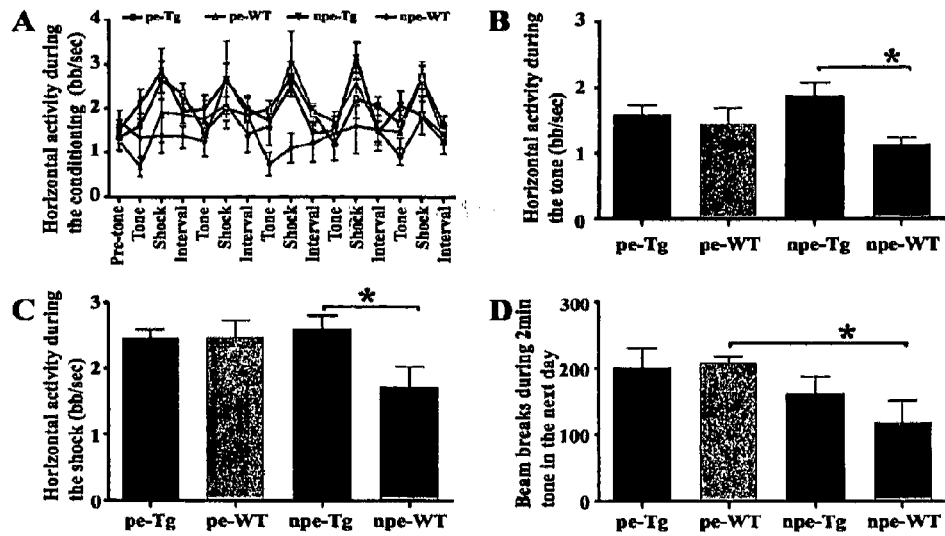 A
pe-Tg pe-WT npe-Tg npe-WT
Horizontal activity during
the conditioning (bb/sec)
4
3
2
1
0
Pre-tone
Tone
Shock
Interval
Tone
Shock
Interval
Tone
Shock
Interval
Tone
Shock
Interval
Tone
Shock
Interval
B
Horizontal activity during
the tone (bb/sec)
3
2
1
0
*
pe-Tg pe-WT npe-Tg npe-WT
C
Horizontal activity during
the shock (bb/sec)
3
2
1
0
*
pe-Tg pe-WT npe-Tg npe-WT
D
Beam breaks during 2min
tone in the next day
300
200
100
0
*
pe-Tg pe-WT npe-Tg npe-WT